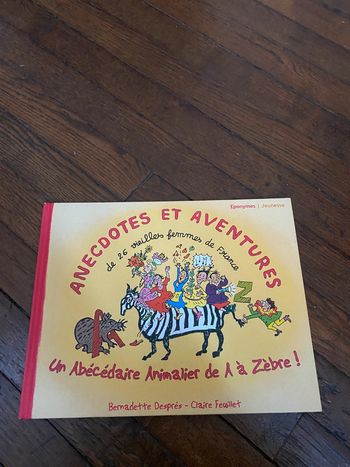 Eponymes | Jeunesse
ANECDOTES ET AVENTURES
de 26 vieilles femmes de France
A
Z
Un Abécédaire Animalier de A à Zèbre !
Bernadette Després - Claire Feuillet